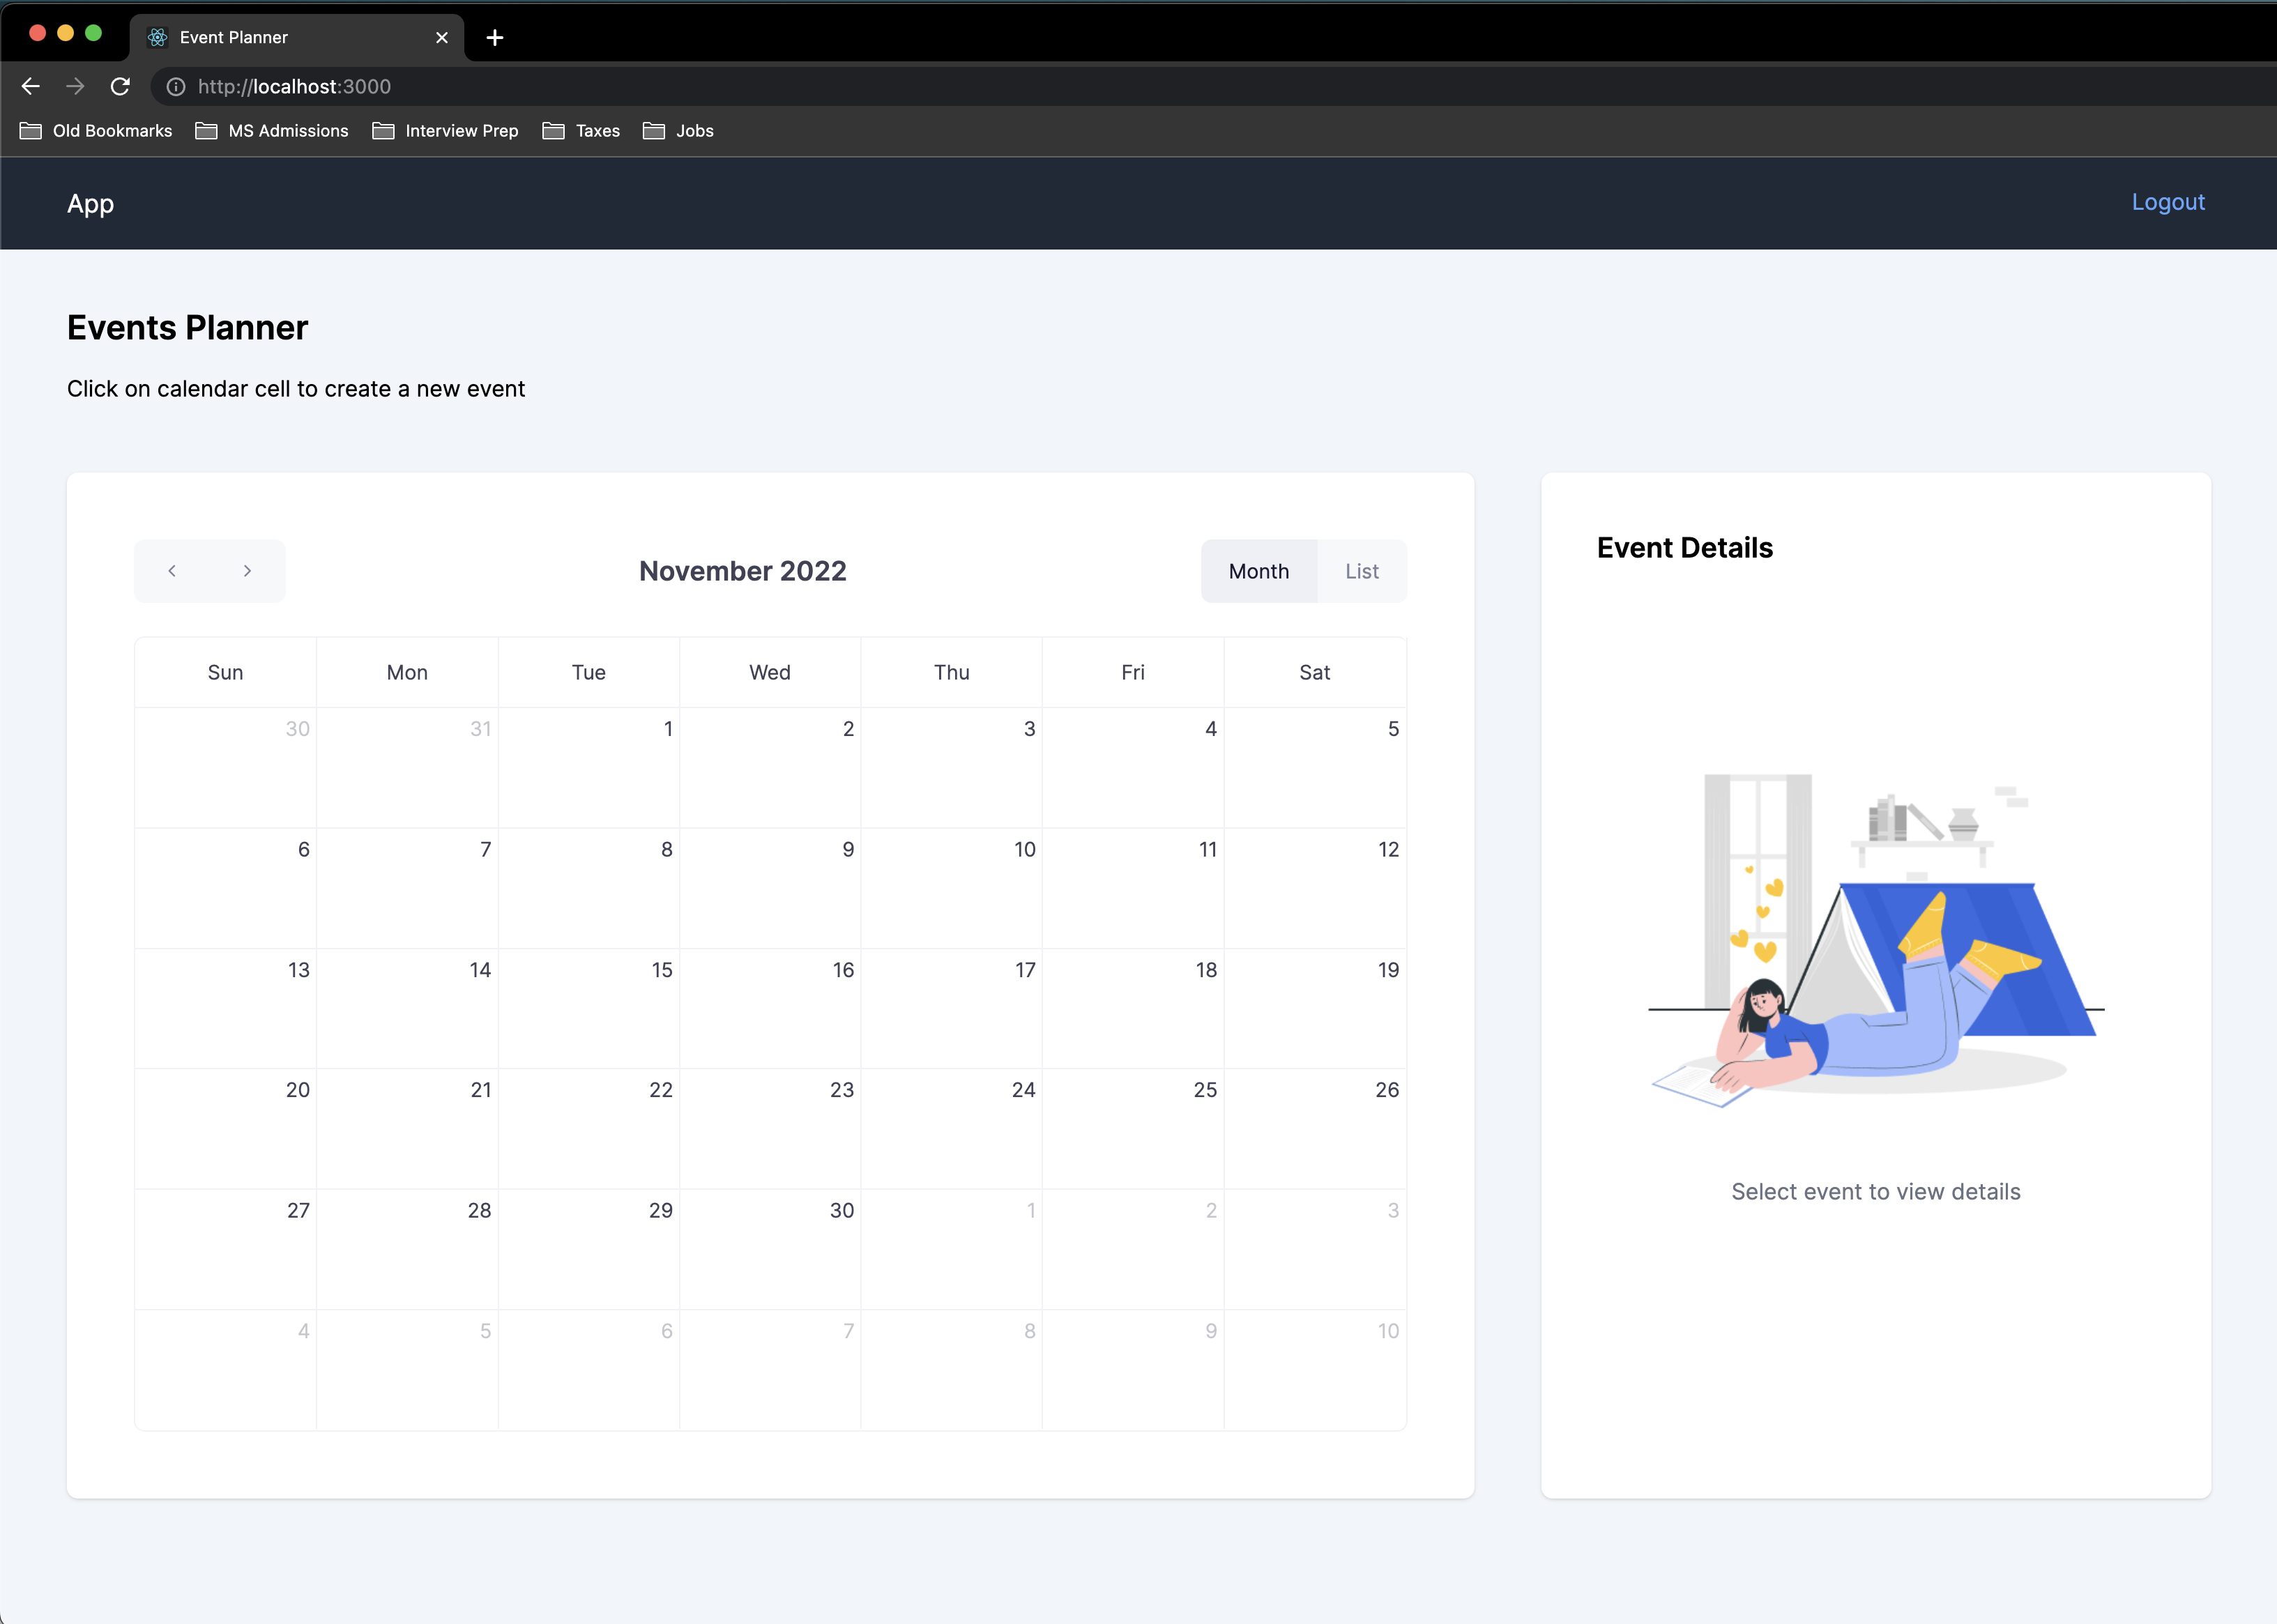 Event Planner
http://localhost:3000
Old Bookmarks MS Admissions Interview Prep Taxes Jobs
App Logout
Events Planner
Click on calendar cell to create a new event
November 2022 Month List
Sun Mon Tue Wed Thu Fri Sat
30 31 1 2 3 4 5
6 7 8 9 10 11 12
13 14 15 16 17 18 19
20 21 22 23 24 25 26
27 28 29 30 1 2 3
4 5 6 7 8 9 10
Event Details
Select event to view details